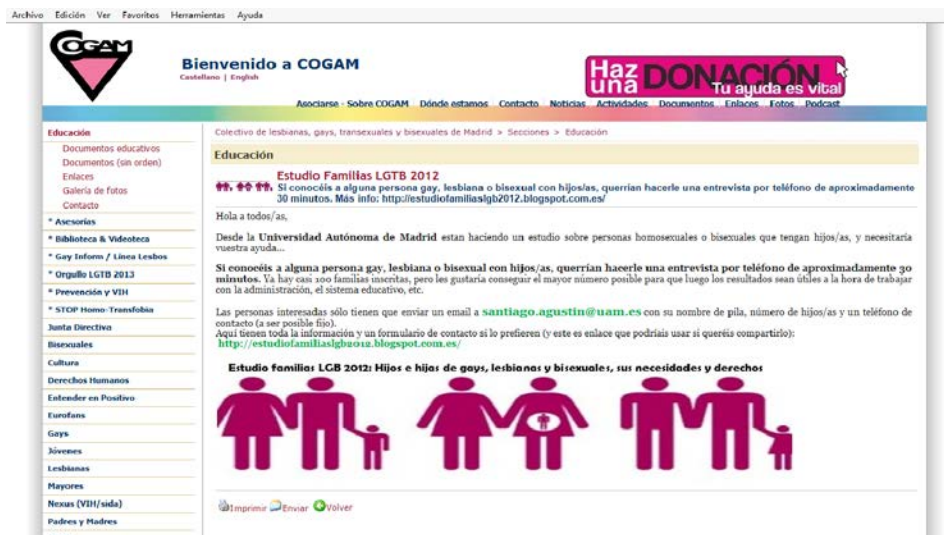 Archivo Edición Ver Favoritos Herramientas Ayuda
COGAM
Bienvenido a COGAM
Castellano | English
Haz una DONACIÓN
Tu ayuda es vital
Asociarse - Sobre COGAM Dónde estamos Contacto Noticias Actividades Documentos Enlaces Fotos Podcast
Educación
Documentos educativos
Documentos (sin orden)
Enlaces
Galería de fotos
Contacto
* Asesorías
* Biblioteca & Videoteca
* Gay Inform / Línea Lesbos
* Orgullo LGTB 2013
* Prevención y VIH
* STOP Homo-Transfobia
Junta Directiva
Bisexuales
Cultura
Derechos Humanos
Entender en Positivo
Eurofans
Gays
Jóvenes
Lesbianas
Mayores
Nexus (VIH/sida)
Padres y Madres
Colectivo de lesbianas, gays, transexuales y bisexuales de Madrid > Secciones > Educación
Educación
Estudio Familias LGTB 2012
Si conocéis a alguna persona gay, lesbiana o bisexual con hijos/as, querrían hacerle una entrevista por teléfono de aproximadamente
30 minutos. Más info: http://estudiofamiliaslgb2012.blogspot.com.es/
Hola a todos/as,
Desde la Universidad Autónoma de Madrid estan haciendo un estudio sobre personas homosexuales o bisexuales que tengan hijos/as, y necesitaría
vuestra ayuda...
Si conocéis a alguna persona gay, lesbiana o bisexual con hijos/as, querrían hacerle una entrevista por teléfono de aproximadamente 30
minutos. Ya hay casi 100 familias inscritas, pero les gustaría conseguir el mayor número posible para que luego los resultados sean útiles a la hora de trabajar
con la administración, el sistema educativo, etc.
Las personas interesadas sólo tienen que enviar un email a santiago.agustin@uam.es con su nombre de pila, número de hijos/as y un teléfono de
contacto (a ser posible fijo).
Aquí tienen toda la información y un formulario de contacto si lo prefieren (y este es enlace que podríais usar si queréis compartirlo):
http://estudiofamiliaslgb2012.blogspot.com.es/
Estudio familias LGB 2012: Hijos e hijas de gays, lesbianas y bisexuales, sus necesidades y derechos
Imprimir Enviar Volver